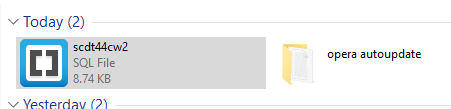 Today (2)
scdt44cw2
SQL File
8.74 KB
opera autoupdate
Yesterday (2)